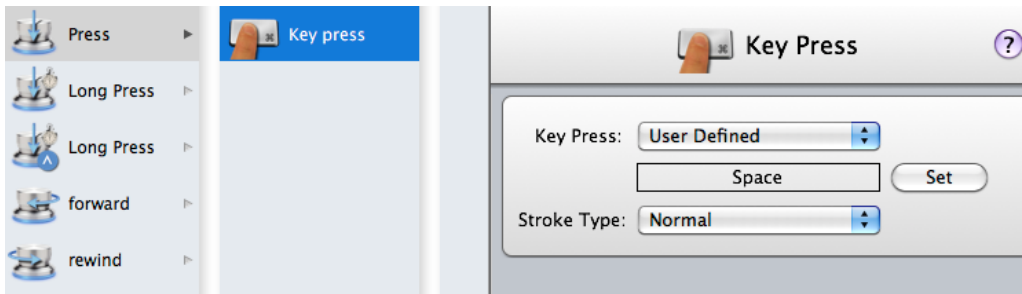 Press
Long Press
Long Press
forward
rewind
Key press
Key Press
?
Key Press: User Defined
Space Set
Stroke Type: Normal